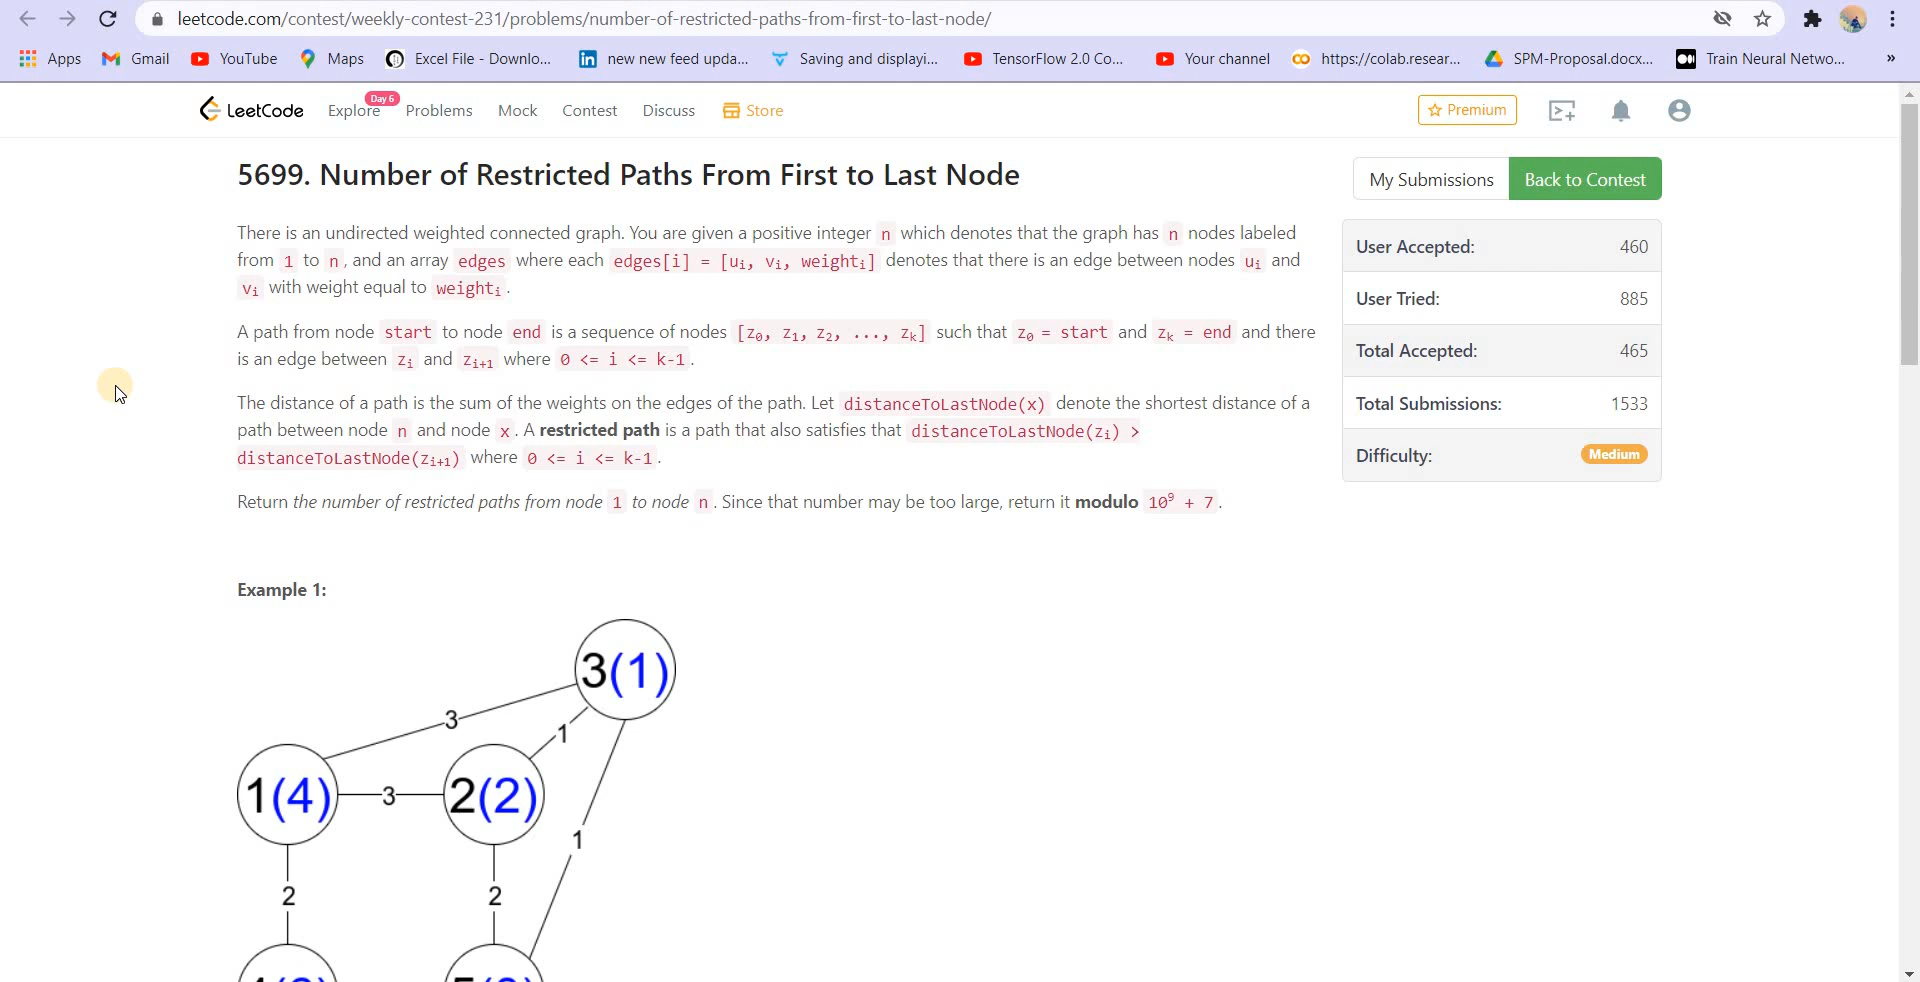 leetcode.com/contest/weekly-contest-231/problems/number-of-restricted-paths-from-first-to-last-node/
Apps Gmail YouTube Maps Excel File - Downlo... new new feed upda... Saving and displayi... TensorFlow 2.0 Co... Your channel https://colab.resear... SPM-Proposal.docx... Train Neural Netwo... »
LeetCode Explore Day 6 Problems Mock Contest Discuss Store Premium
5699. Number of Restricted Paths From First to Last Node
My Submissions Back to Contest
There is an undirected weighted connected graph. You are given a positive integer n which denotes that the graph has n nodes labeled
from 1 to n, and an array edges where each edges[i] = [uᵢ, vᵢ, weightᵢ] denotes that there is an edge between nodes uᵢ and
vᵢ with weight equal to weightᵢ.
A path from node start to node end is a sequence of nodes [z₀, z₁, z₂, ..., zₖ] such that z₀ = start and zₖ = end and there
is an edge between zᵢ and zᵢ₊₁ where 0 <= i <= k-1.
The distance of a path is the sum of the weights on the edges of the path. Let distanceToLastNode(x) denote the shortest distance of a
path between node n and node x. A restricted path is a path that also satisfies that distanceToLastNode(zᵢ) >
distanceToLastNode(zᵢ₊₁) where 0 <= i <= k-1.
Return the number of restricted paths from node 1 to node n. Since that number may be too large, return it modulo 10⁹ + 7.
User Accepted: 460
User Tried: 885
Total Accepted: 465
Total Submissions: 1533
Difficulty: Medium
Example 1:
3(1)
3
1
1(4) 3 2(2)
1
2 2